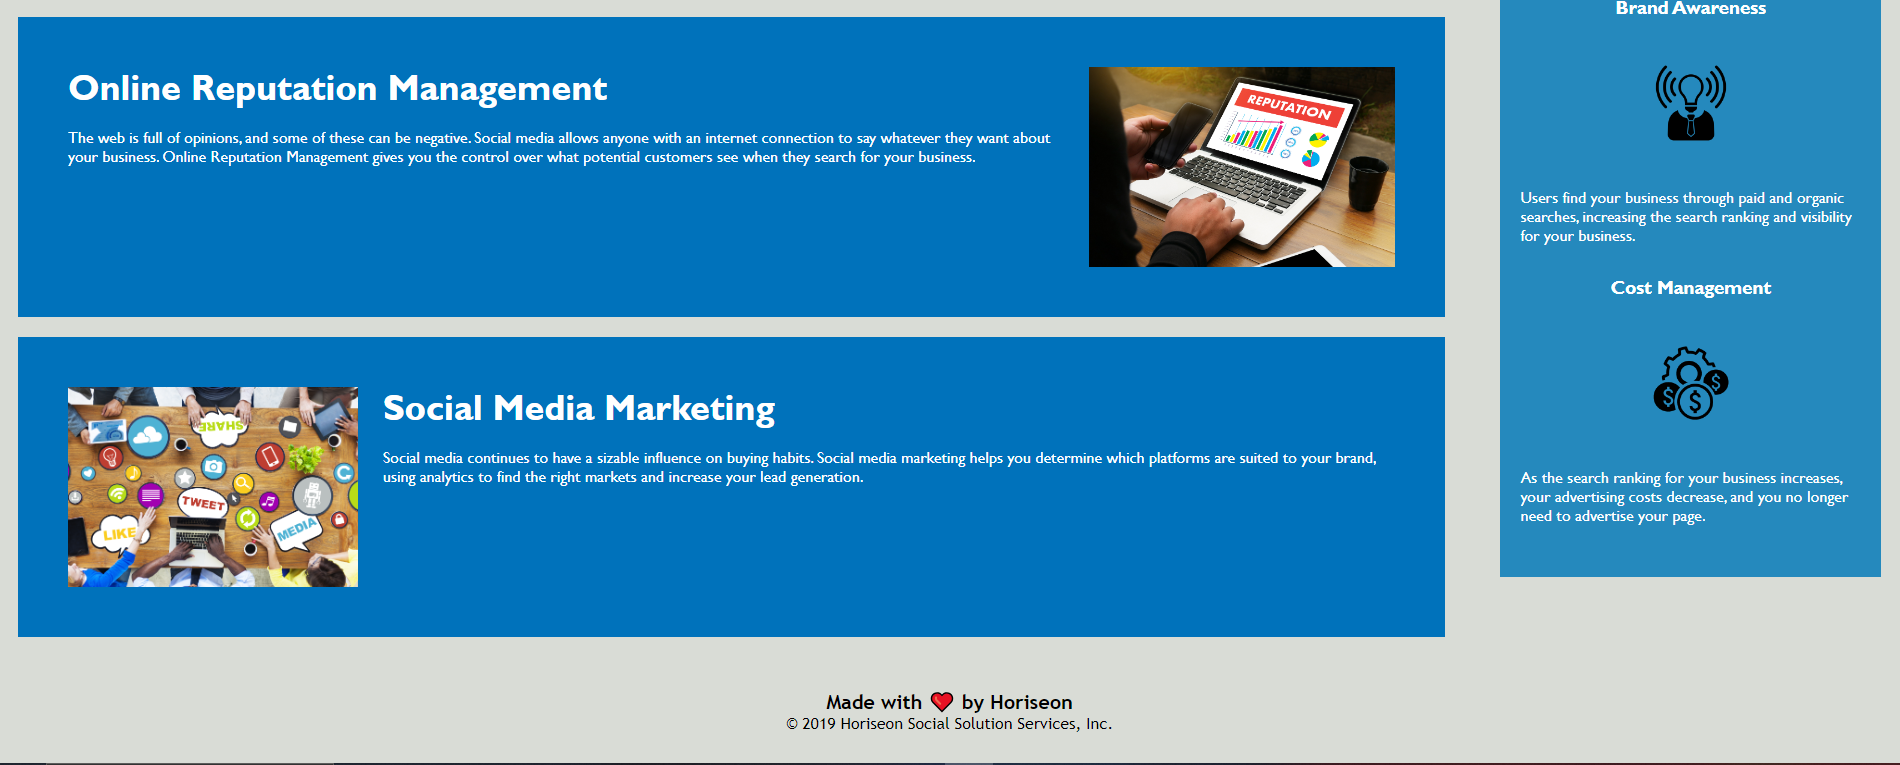 Online Reputation Management
The web is full of opinions, and some of these can be negative. Social media allows anyone with an internet connection to say whatever they want about
your business. Online Reputation Management gives you the control over what potential customers see when they search for your business.
REPUTATION
Social Media Marketing
Social media continues to have a sizable influence on buying habits. Social media marketing helps you determine which platforms are suited to your brand,
using analytics to find the right markets and increase your lead generation.
SHARE
TWEET
LIKE
MEDIA
Brand Awareness
Users find your business through paid and organic
searches, increasing the search ranking and visibility
for your business.
Cost Management
$ $ $
As the search ranking for your business increases,
your advertising costs decrease, and you no longer
need to advertise your page.
Made with ❤ by Horiseon
© 2019 Horiseon Social Solution Services, Inc.